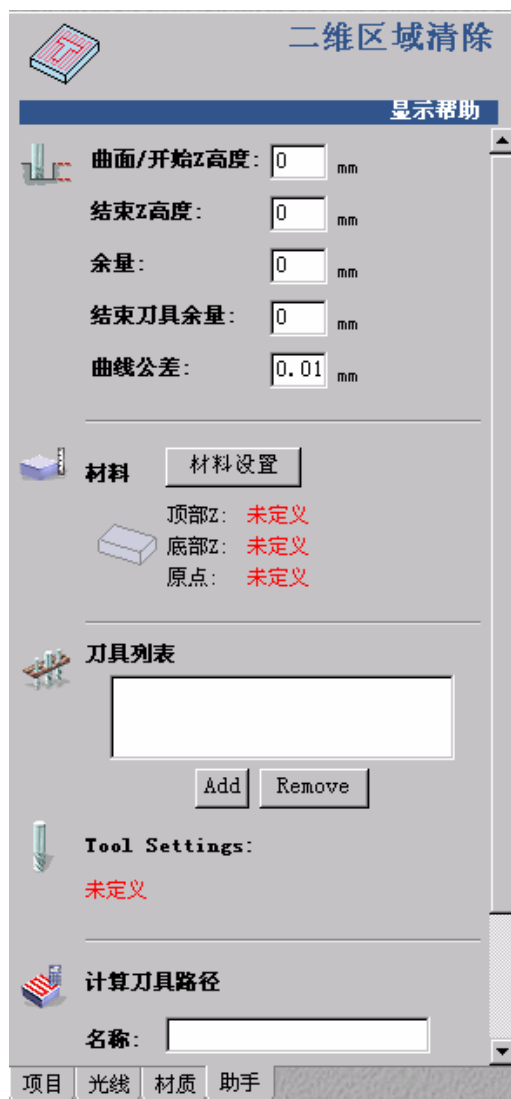 二维区域清除
显示帮助
曲面/开始Z高度: 0 mm
结束Z高度: 0 mm
余量: 0 mm
结束刀具余量: 0 mm
曲线公差: 0.01 mm
材料 材料设置
顶部Z: 未定义
底部Z: 未定义
原点: 未定义
刀具列表
Add Remove
Tool Settings:
未定义
计算刀具路径
名称:
项目 光线 材质 助手